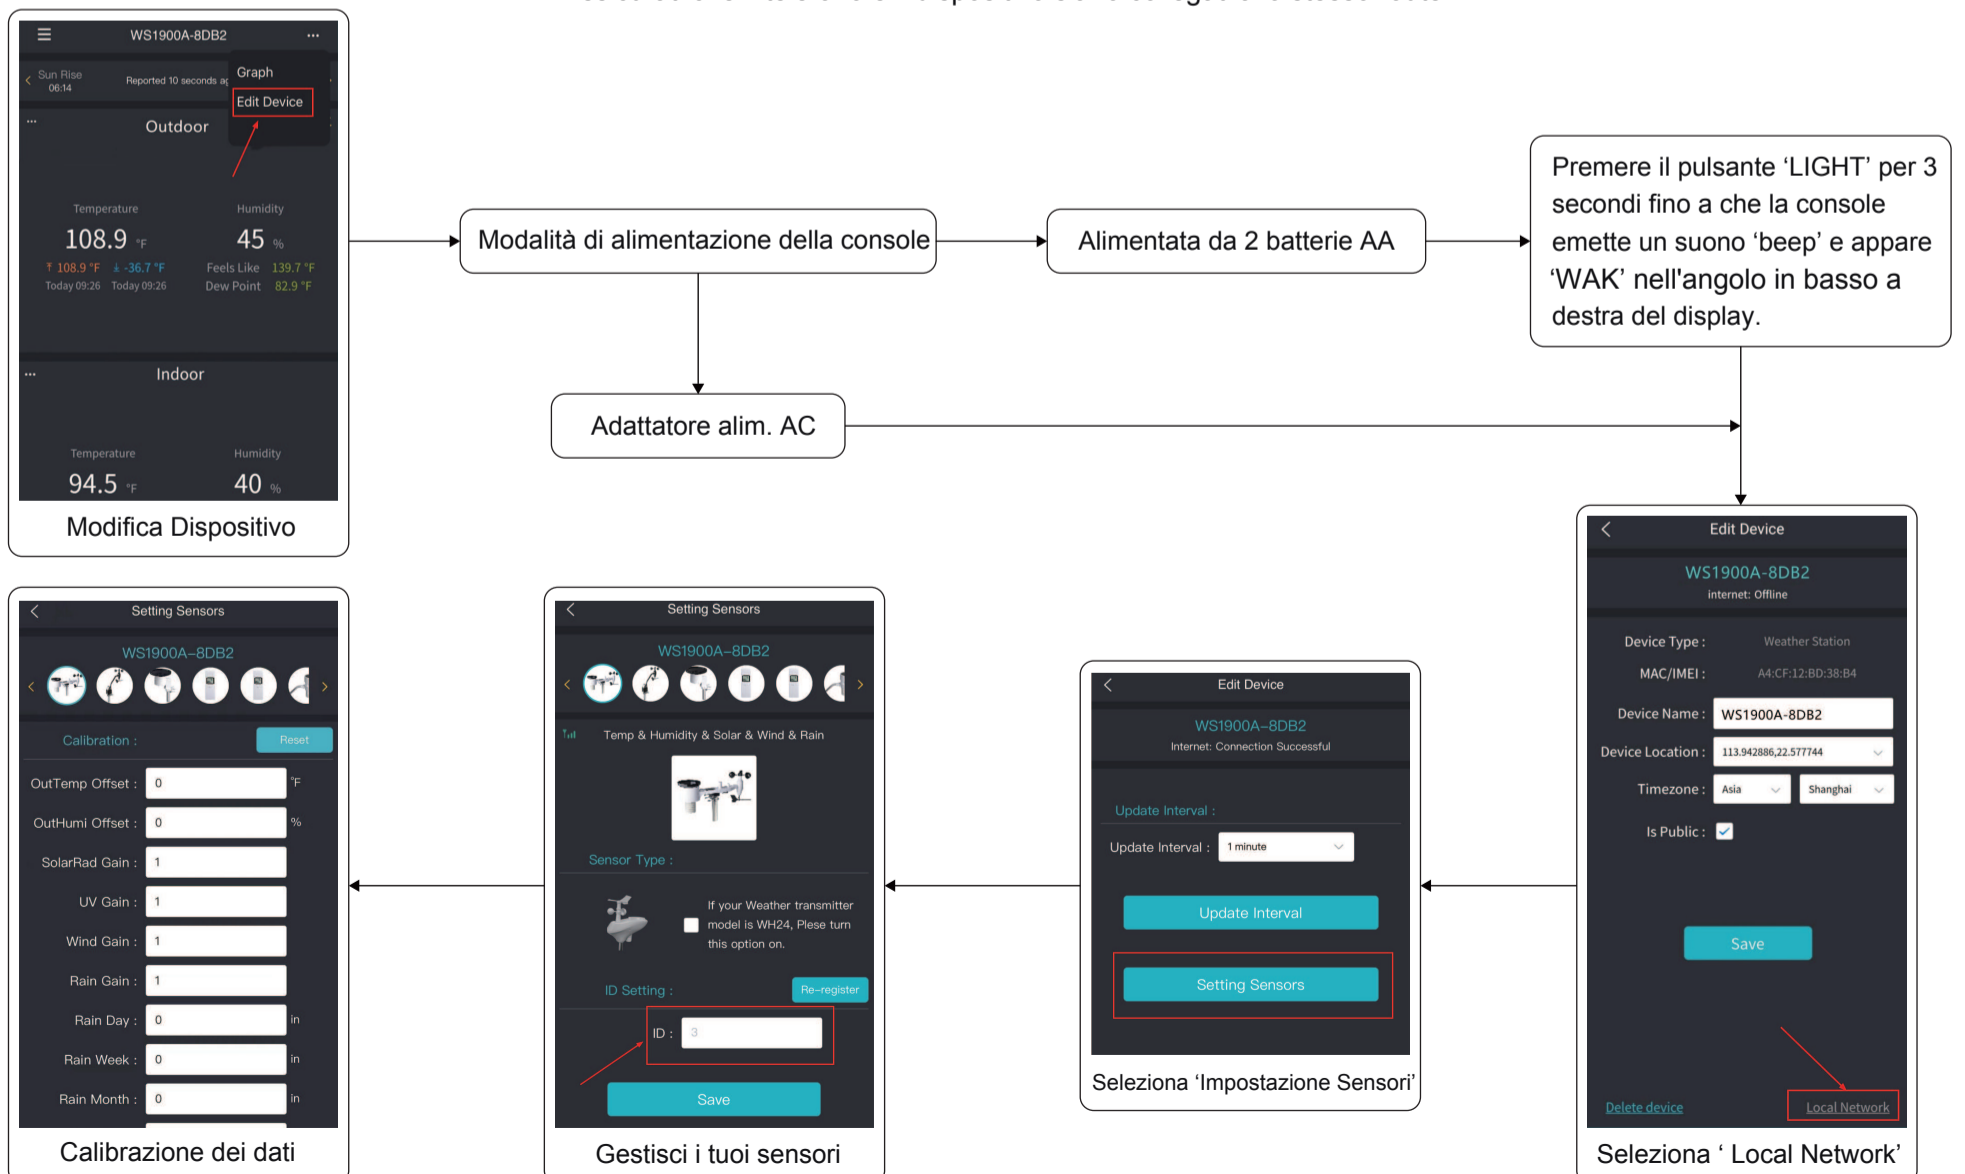 WS1900A-8DB2
Sun Rise
06:14
Reported 10 seconds
Graph
Edit Device
Outdoor
Temperature
Humidity
108.9 °F
45 %
108.9 °F -36.7 °F
Feels Like 139.7 °F
Today 09:26 Today 09:26
Dew Point 82.9 °F
Indoor
Temperature
Humidity
94.5 °F
40 %
Modifica Dispositivo
Modalità di alimentazione della console
Alimentata da 2 batterie AA
Premere il pulsante ‘LIGHT’ per 3
secondi fino a che la console
emette un suono ‘beep’ e appare
‘WAK’ nell'angolo in basso a
destra del display.
Adattatore alim. AC
Edit Device
WS1900A-8DB2
internet: Offline
Device Type : Weather Station
MAC/IMEI : A4:CF:12:BD:38:B4
Device Name : WS1900A-8DB2
Device Location : 113.942886,22.577744
Timezone : Asia Shanghai
Is Public :
Save
Delete device
Local Network
Seleziona ‘ Local Network’
Edit Device
WS1900A-8DB2
Internet: Connection Successful
Update Interval :
Update Interval : 1 minute
Update Interval
Setting Sensors
Seleziona ‘Impostazione Sensori’
Setting Sensors
WS1900A-8DB2
Temp & Humidity & Solar & Wind & Rain
Sensor Type :
If your Weather transmitter
model is WH24, Plese turn
this option on.
ID Setting :
Re-register
ID : 3
Save
Gestisci i tuoi sensori
Setting Sensors
WS1900A-8DB2
Calibration :
Reset
OutTemp Offset : 0 °F
OutHumi Offset : 0 %
SolarRad Gain : 1
UV Gain : 1
Wind Gain : 1
Rain Gain : 1
Rain Day : 0 in
Rain Week : 0 in
Rain Month : 0 in
Calibrazione dei dati